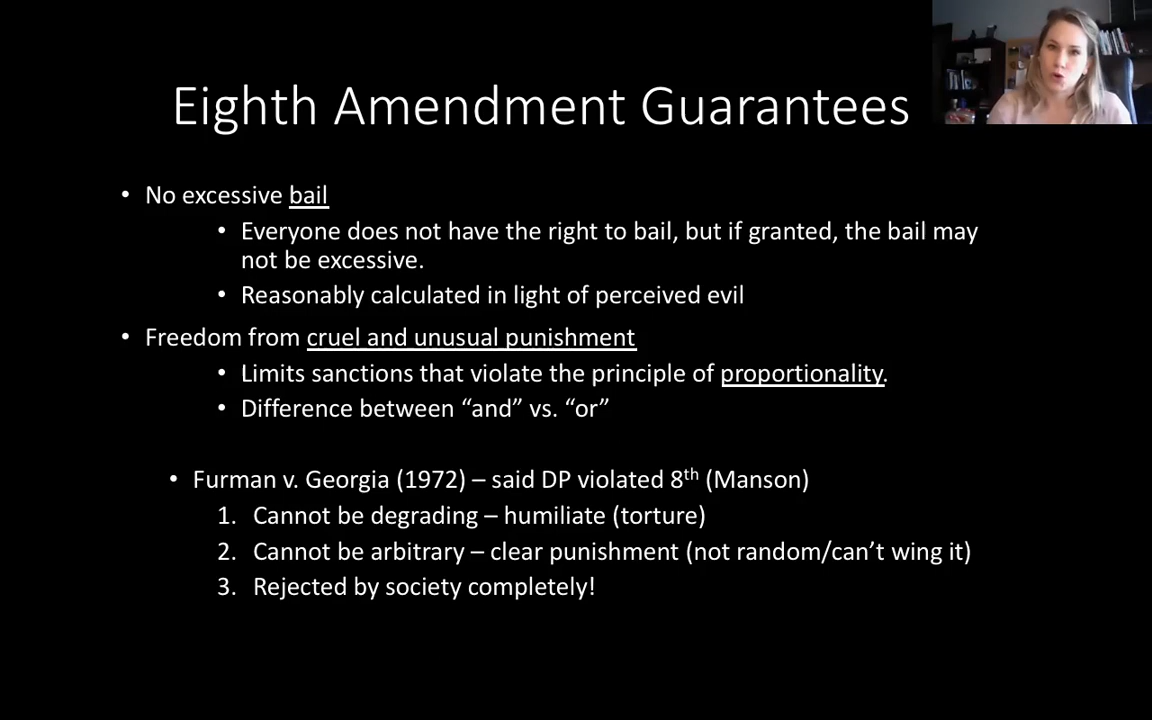 Eighth Amendment Guarantees
• No excessive bail
• Everyone does not have the right to bail, but if granted, the bail may
not be excessive.
• Reasonably calculated in light of perceived evil
• Freedom from cruel and unusual punishment
• Limits sanctions that violate the principle of proportionality.
• Difference between “and” vs. “or”
• Furman v. Georgia (1972) – said DP violated 8th (Manson)
1. Cannot be degrading – humiliate (torture)
2. Cannot be arbitrary – clear punishment (not random/can’t wing it)
3. Rejected by society completely!